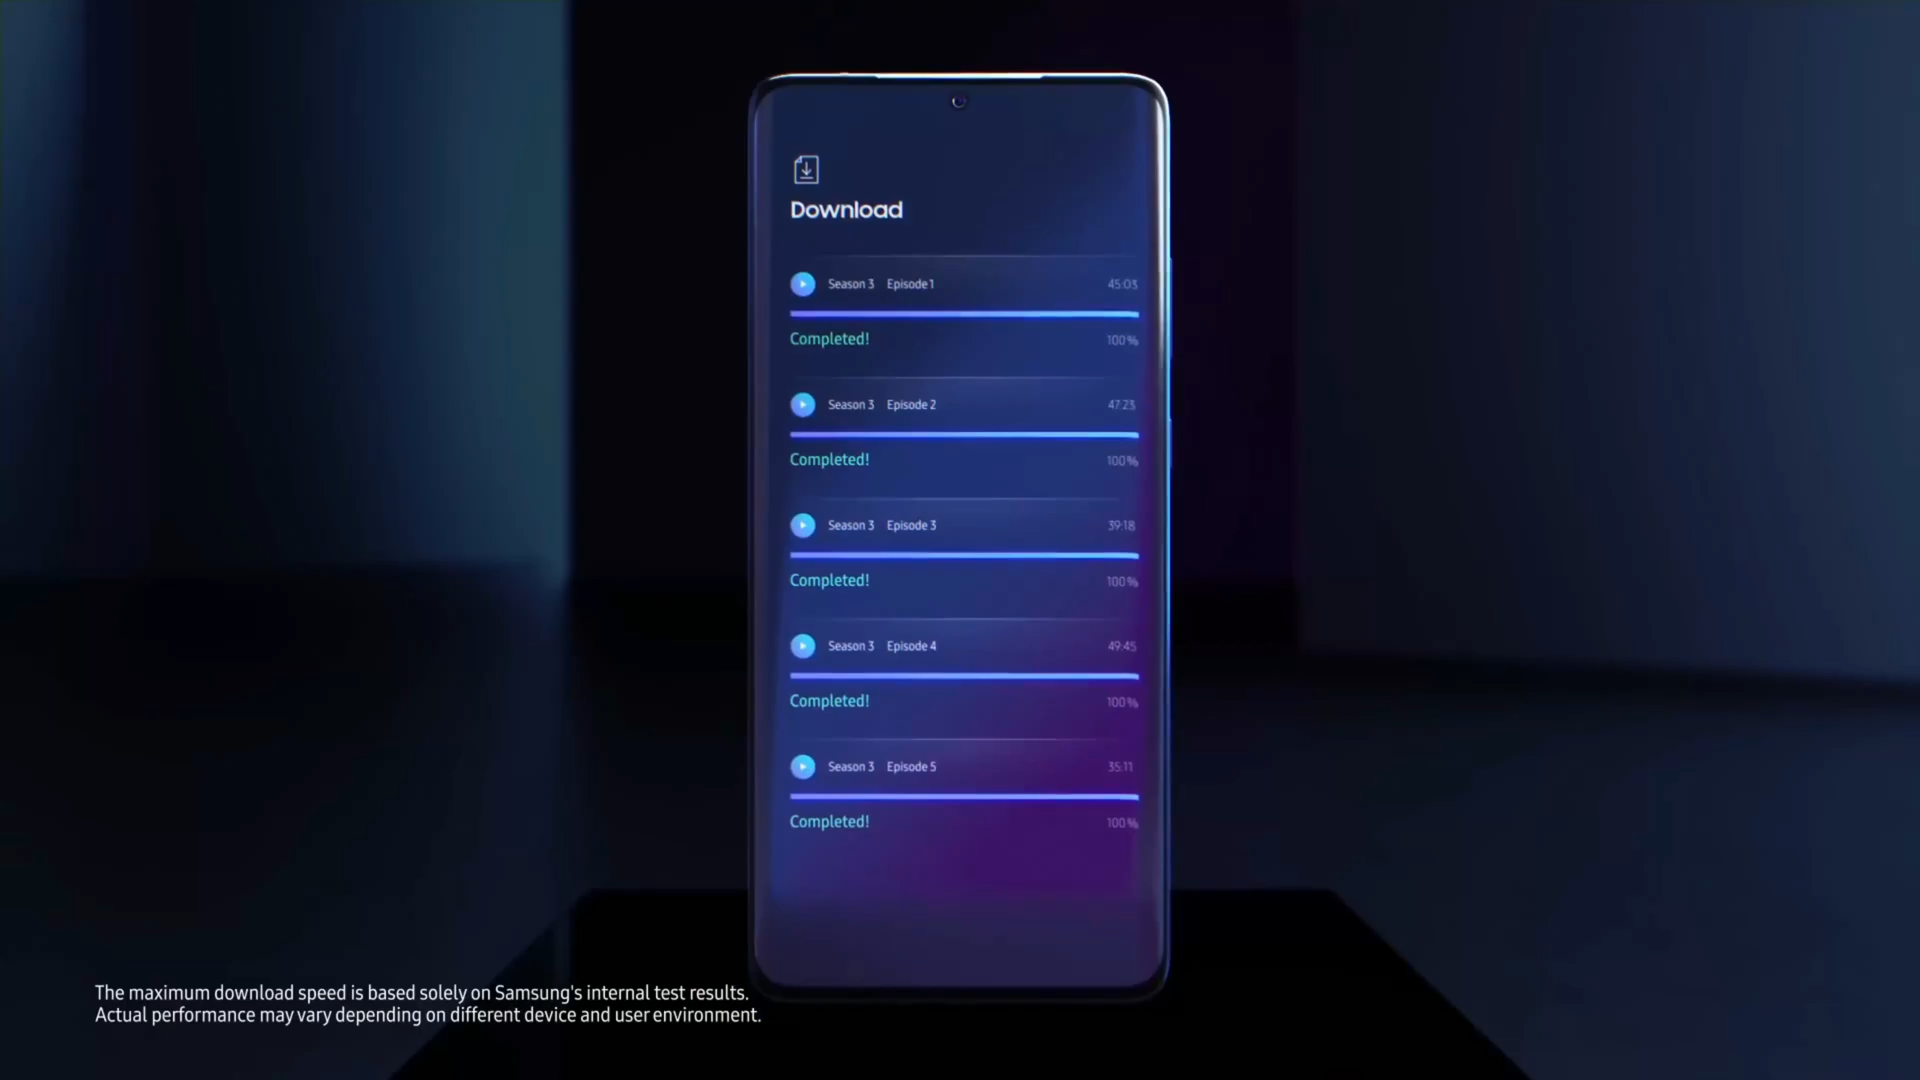 Download
Season 3 Episode 1 45:03
Completed! 100%
Season 3 Episode 2 47:23
Completed! 100%
Season 3 Episode 3 39:18
Completed! 100%
Season 3 Episode 4 49:45
Completed! 100%
Season 3 Episode 5 35:11
Completed! 100%
The maximum download speed is based solely on Samsung's internal test results.
Actual performance may vary depending on different device and user environment.